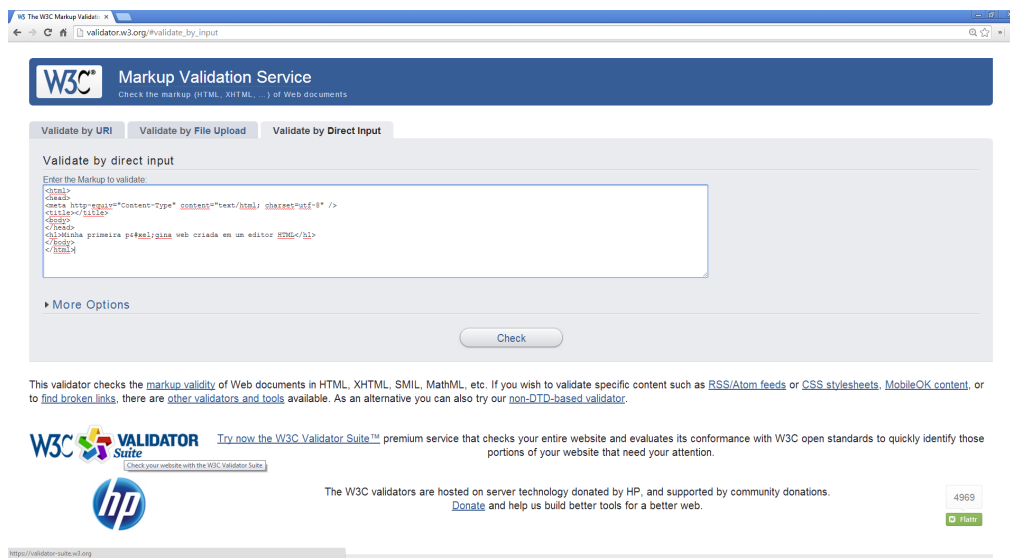 W3 The W3C Markup Validati ×
validator.w3.org/#validate_by_input
W3C® Markup Validation Service
Check the markup (HTML, XHTML, …) of Web documents
Validate by URI Validate by File Upload Validate by Direct Input
Validate by direct input
Enter the Markup to validate:
<html>
<head>
<meta http-equiv="Content-Type" content="text/html; charset=utf-8" />
<title></title>
<body>
</head>
<h1>Minha primeira p&#xe1;gina web criada em um editor HTML</h1>
</body>
</html>
More Options
Check
This validator checks the markup validity of Web documents in HTML, XHTML, SMIL, MathML, etc. If you wish to validate specific content such as RSS/Atom feeds or CSS stylesheets, MobileOK content, or
to find broken links, there are other validators and tools available. As an alternative you can also try our non-DTD-based validator.
W3C VALIDATOR Suite
Try now the W3C Validator Suite™ premium service that checks your entire website and evaluates its conformance with W3C open standards to quickly identify those
portions of your website that need your attention.
Check your website with the W3C Validator Suite
hp
The W3C validators are hosted on server technology donated by HP, and supported by community donations.
Donate and help us build better tools for a better web.
4969
Flattr
https://validator-suite.w3.org